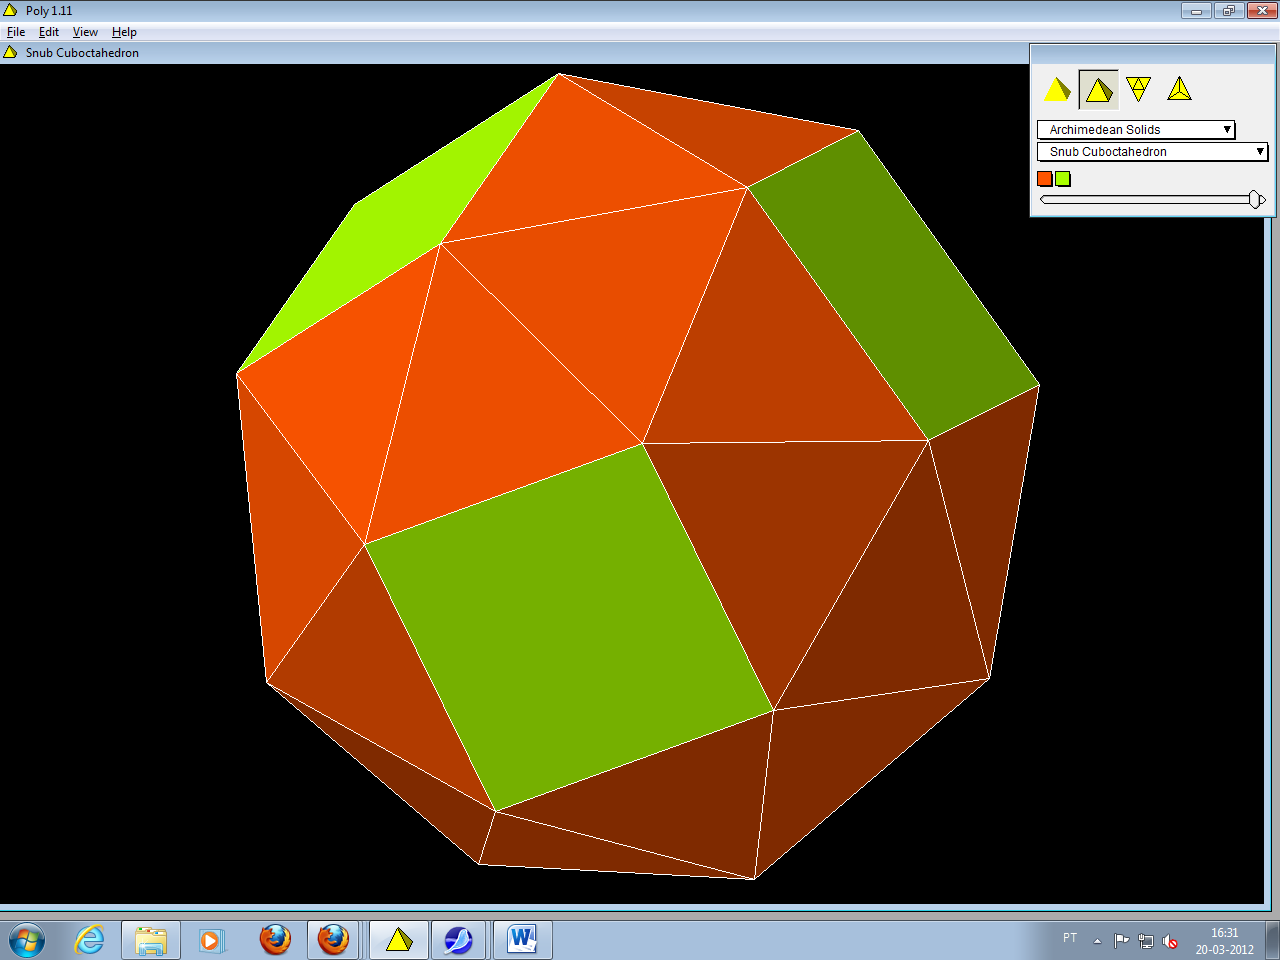 Poly 1.11
File Edit View Help
Snub Cuboctahedron
Archimedean Solids
Snub Cuboctahedron
PT
16:31
20-03-2012